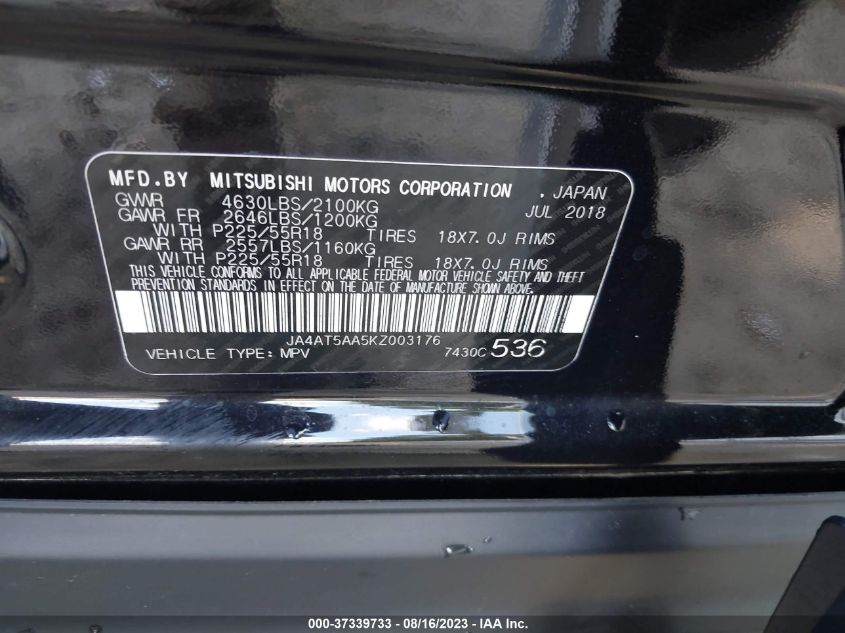 MFD.BY MITSUBISHI MOTORS CORPORATION . JAPAN
GVWR 4630LBS/2100KG JUL 2018
GAWR FR 2646LBS/1200KG
WITH P225/55R18 TIRES 18X7.0J RIMS
GAWR RR 2557LBS/1160KG
WITH P225/55R18 TIRES 18X7.0J RIMS
THIS VEHICLE CONFORMS TO ALL APPLICABLE FEDERAL MOTOR VEHICLE SAFETY AND THEFT
PREVENTION STANDARDS IN EFFECT ON THE DATE OF MANUFACTURE SHOWN ABOVE.
JA4AT5AA5KZ003176
VEHICLE TYPE: MPV 7430C 536
000-37339733 - 08/16/2023 - IAA Inc.